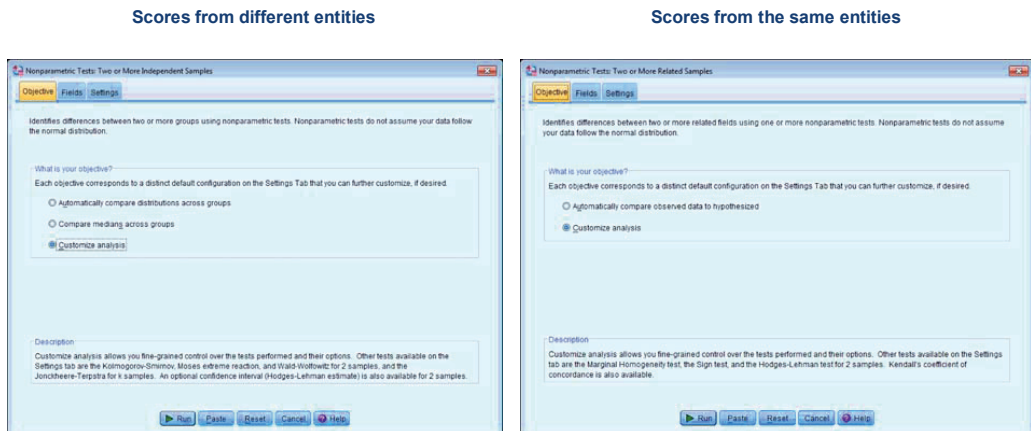 Scores from different entities
Scores from the same entities
Nonparametric Tests: Two or More Independent Samples
Objective Fields Settings
Identifies differences between two or more groups using nonparametric tests. Nonparametric tests do not assume your data follow
the normal distribution.
What is your objective?
Each objective corresponds to a distinct default configuration on the Settings Tab that you can further customize, if desired.
Automatically compare distributions across groups
Compare medians across groups
Customize analysis
Description
Customize analysis allows you fine-grained control over the tests performed and their options. Other tests available on the
Settings tab are the Kolmogorov-Smirnov, Moses extreme reaction, and Wald-Wolfowitz for 2 samples, and the
Jonckheere-Terpstra for k samples. An optional confidence interval (Hodges-Lehman estimate) is also available for 2 samples.
Run Paste Reset Cancel Help
Nonparametric Tests: Two or More Related Samples
Objective Fields Settings
Identifies differences between two or more related fields using one or more nonparametric tests. Nonparametric tests do not assume
your data follow the normal distribution.
What is your objective?
Each objective corresponds to a distinct default configuration on the Settings Tab that you can further customize, if desired.
Automatically compare observed data to hypothesized
Customize analysis
Description
Customize analysis allows you fine-grained control over the tests performed and their options. Other tests available on the Settings
tab are the Marginal Homogeneity test, the Sign test, and the Hodges-Lehman test for 2 samples. Kendall's coefficient of
concordance is also available.
Run Paste Reset Cancel Help